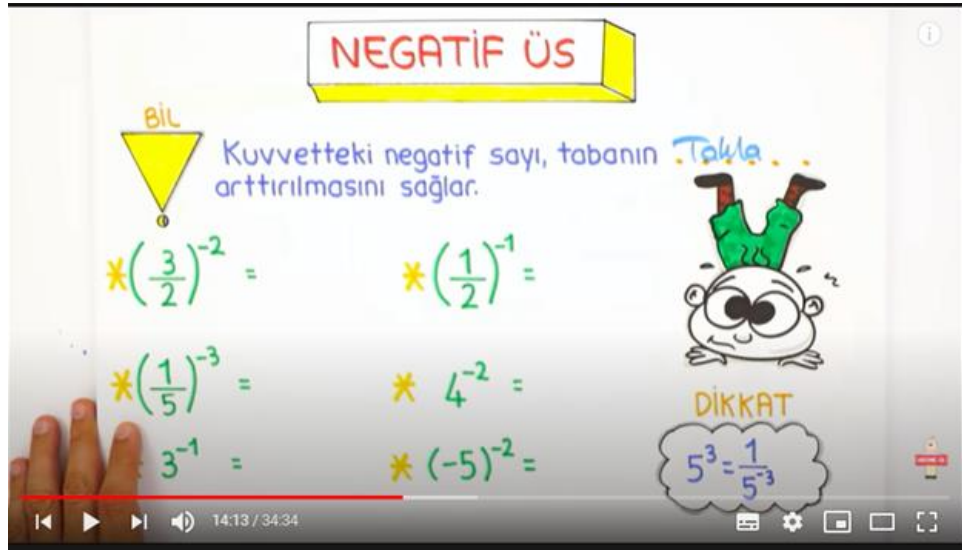 NEGATİF ÜS
BİL
Kuvvetteki negatif sayı, tabanın .Takla. . .
arttırılmasını sağlar.
*(3/2)^-2 =
*(1/2)^-1 =
*(1/5)^-3 =
* 4^-2 =
3^-1 =
* (-5)^-2 =
DİKKAT
5^3 = 1/5^-3
14:13 / 34:34